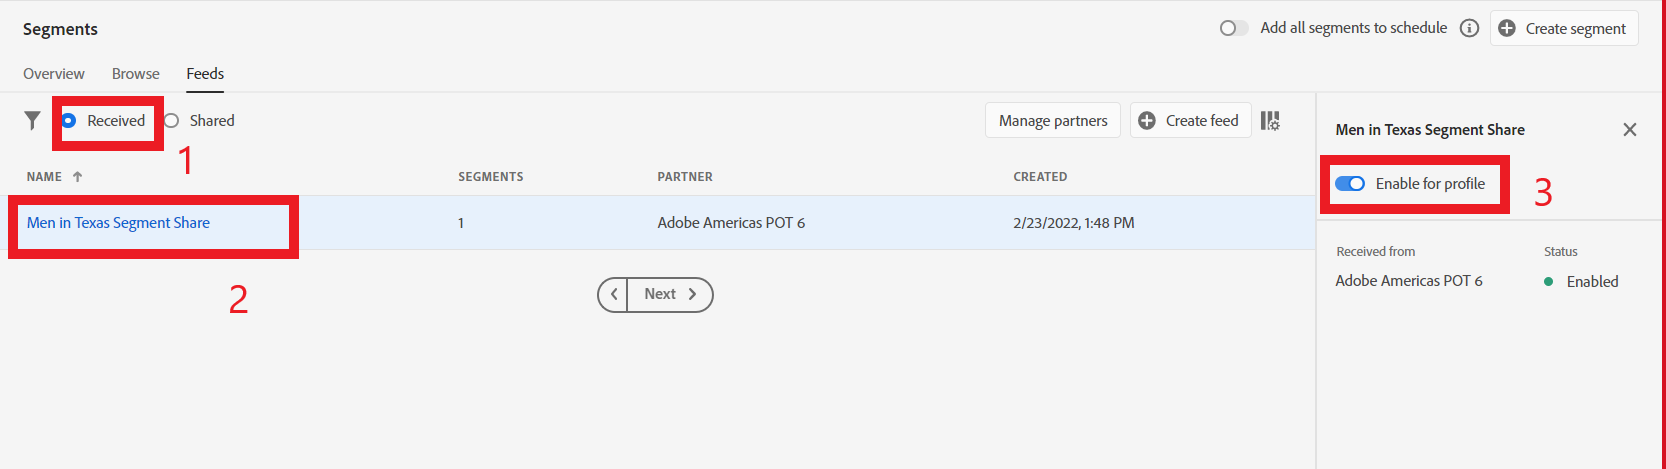 Segments
Add all segments to schedule
Create segment
Overview Browse Feeds
Received Shared
Manage partners
Create feed
1
NAME SEGMENTS PARTNER CREATED
Men in Texas Segment Share 1 Adobe Americas POT 6 2/23/2022, 1:48 PM
2
Next
Men in Texas Segment Share
Enable for profile
3
Received from Status
Adobe Americas POT 6 Enabled